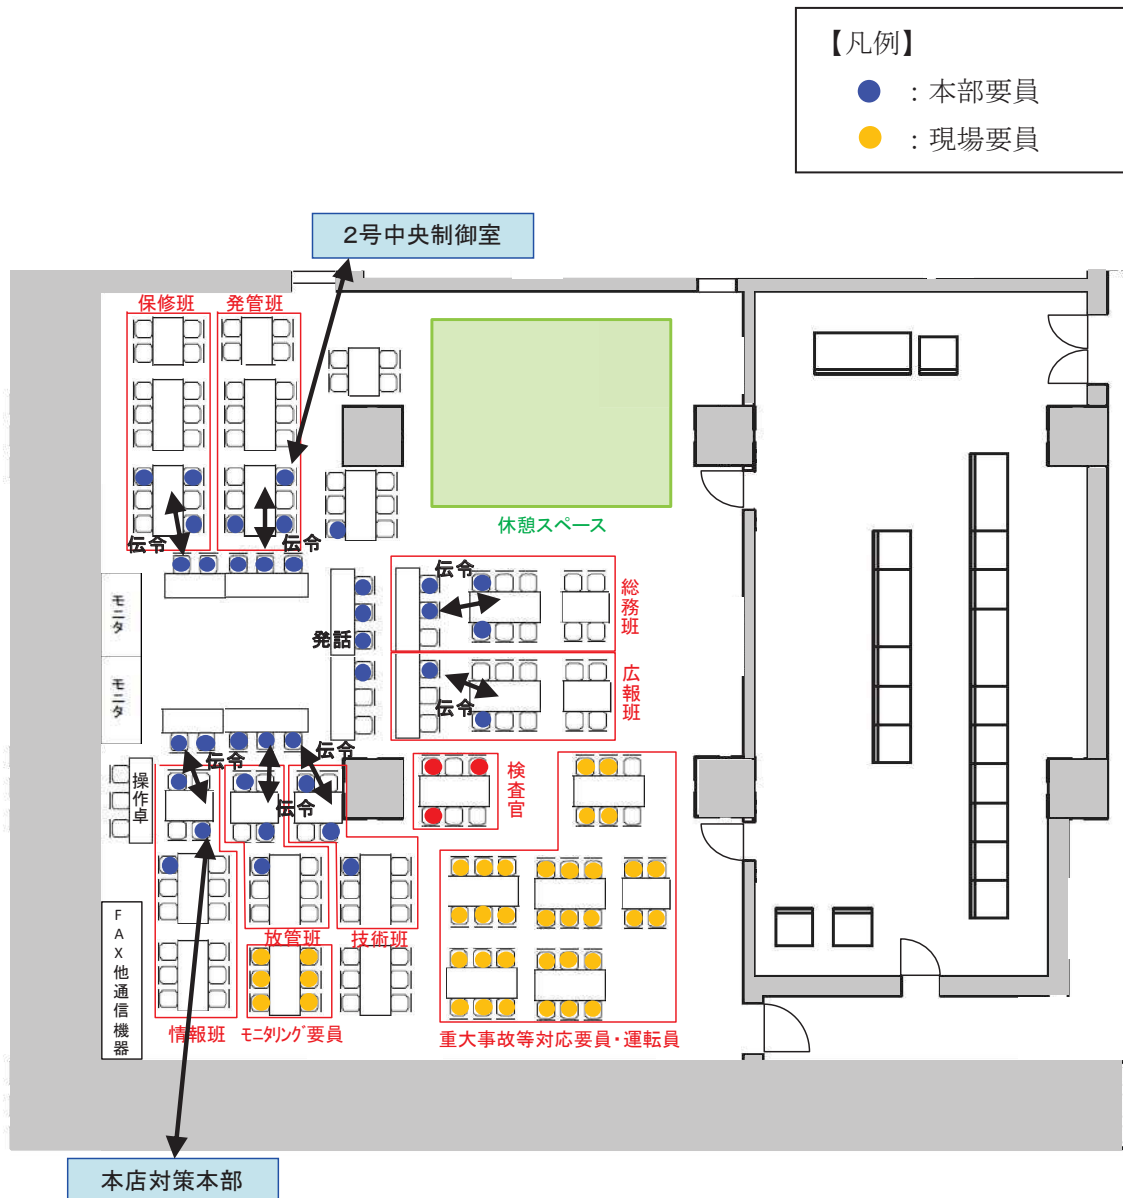 【凡例】
：本部要員
：現場要員
2号中央制御室
保修班
発管班
休憩スペース
伝令
伝令
モニタ
モニタ
発話
伝令
総務班
伝令
広報班
伝令
伝令
伝令
操作卓
検査官
FAX他通信機器
放管班
技術班
情報班
モニタリング要員
重大事故等対応要員・運転員
本店対策本部